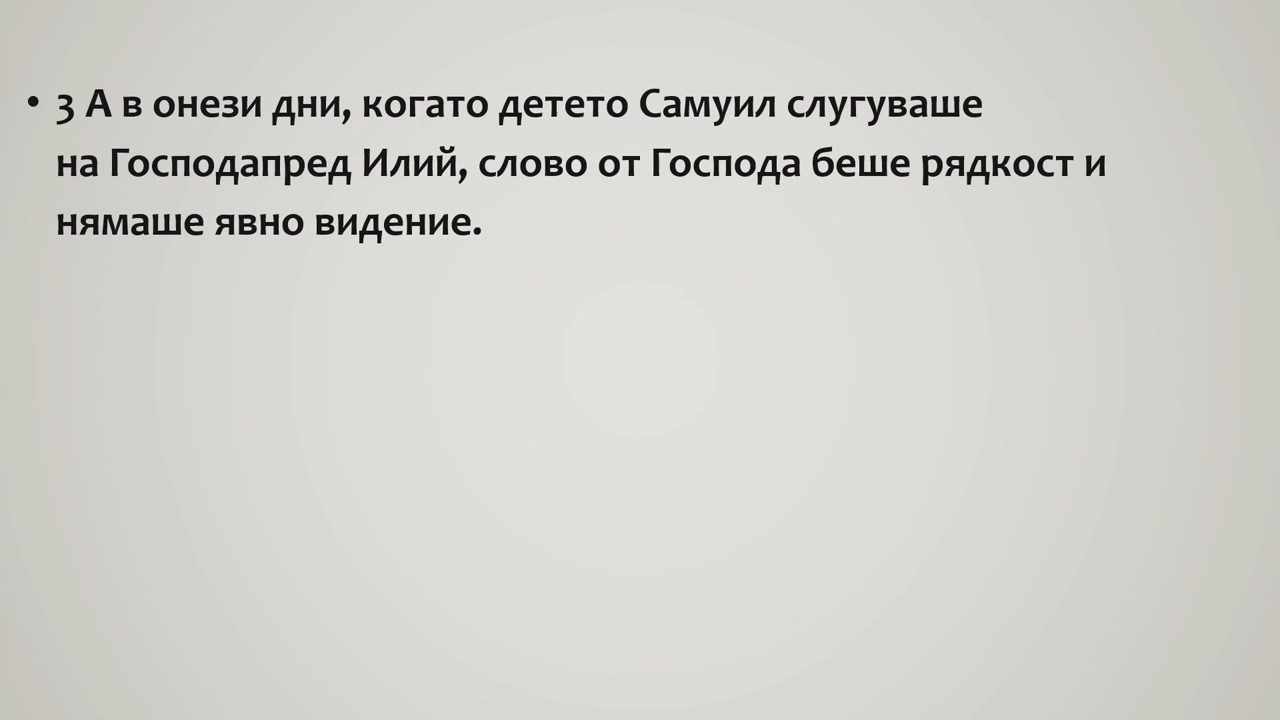 • 3 А в онези дни, когато детето Самуил слугуваше
на Господапред Илий, слово от Господа беше рядкост и
нямаше явно видение.